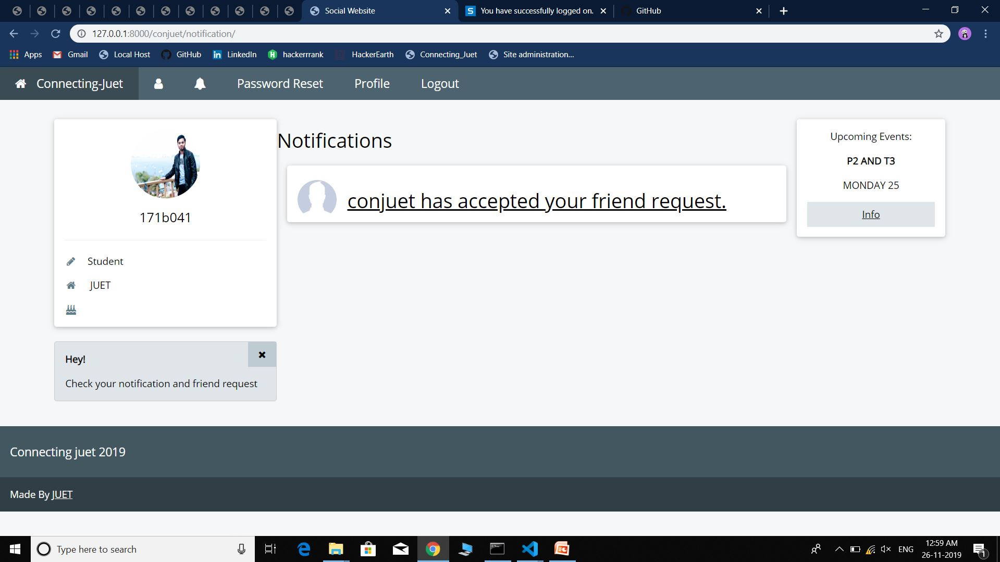 Social Website
You have successfully logged on.
GitHub
127.0.0.1:8000/conjuet/notification/
Apps
Gmail
Local Host
GitHub
LinkedIn
hackerrrank
HackerEarth
Connecting_Juet
Site administration...
Connecting-Juet
Password Reset
Profile
Logout
171b041
Student
JUET
Hey!
Check your notification and friend request
Notifications
conjuet has accepted your friend request.
Upcoming Events:
P2 AND T3
MONDAY 25
Info
Connecting juet 2019
Made By JUET
Type here to search
ENG
12:59 AM
26-11-2019
1